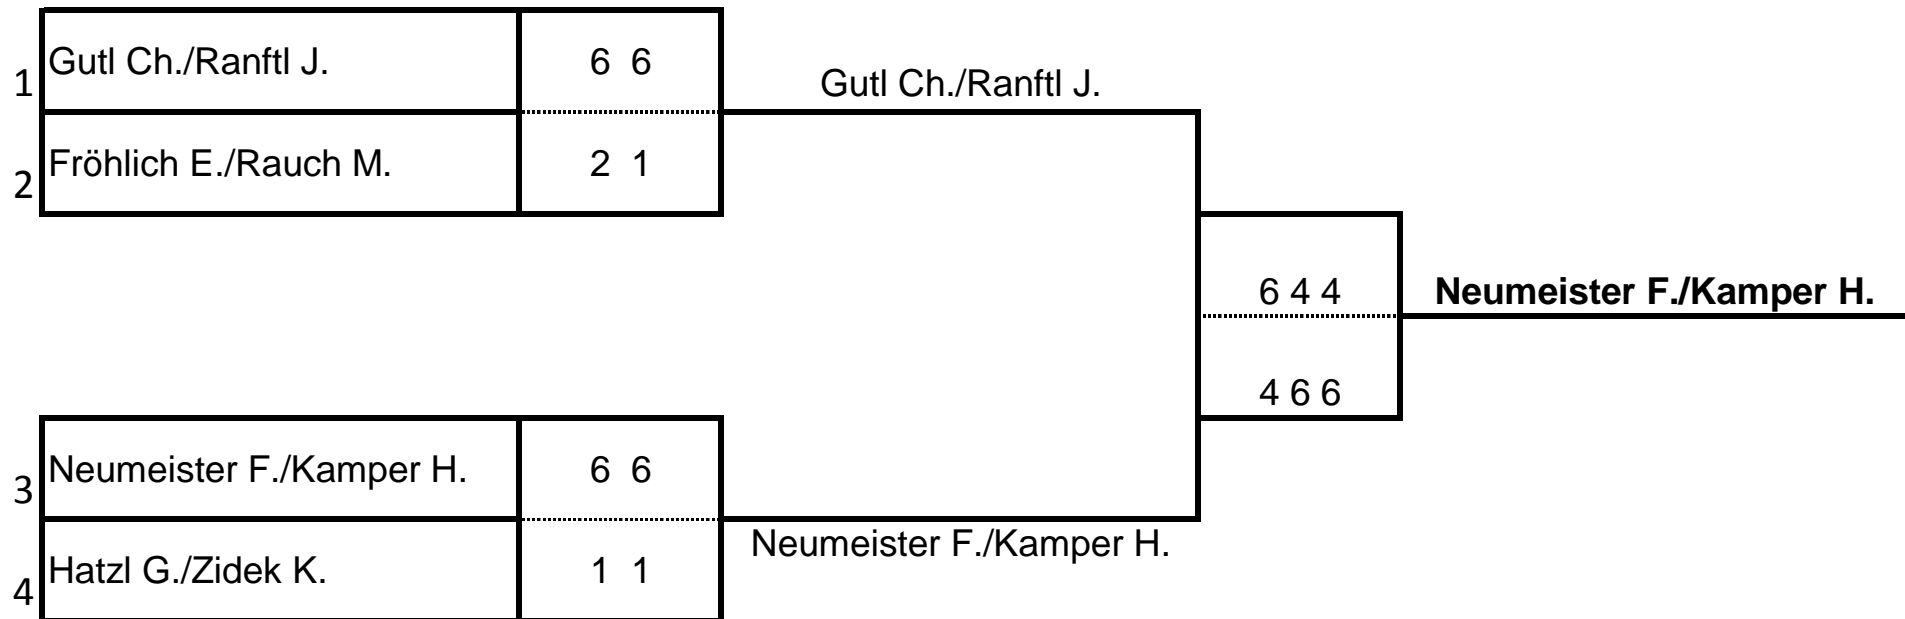 1 Gutl Ch./Ranftl J. 6 6
Gutl Ch./Ranftl J.
2 Fröhlich E./Rauch M. 2 1
6 4 4
Neumeister F./Kamper H.
4 6 6
3 Neumeister F./Kamper H. 6 6
Neumeister F./Kamper H.
4 Hatzl G./Zidek K. 1 1